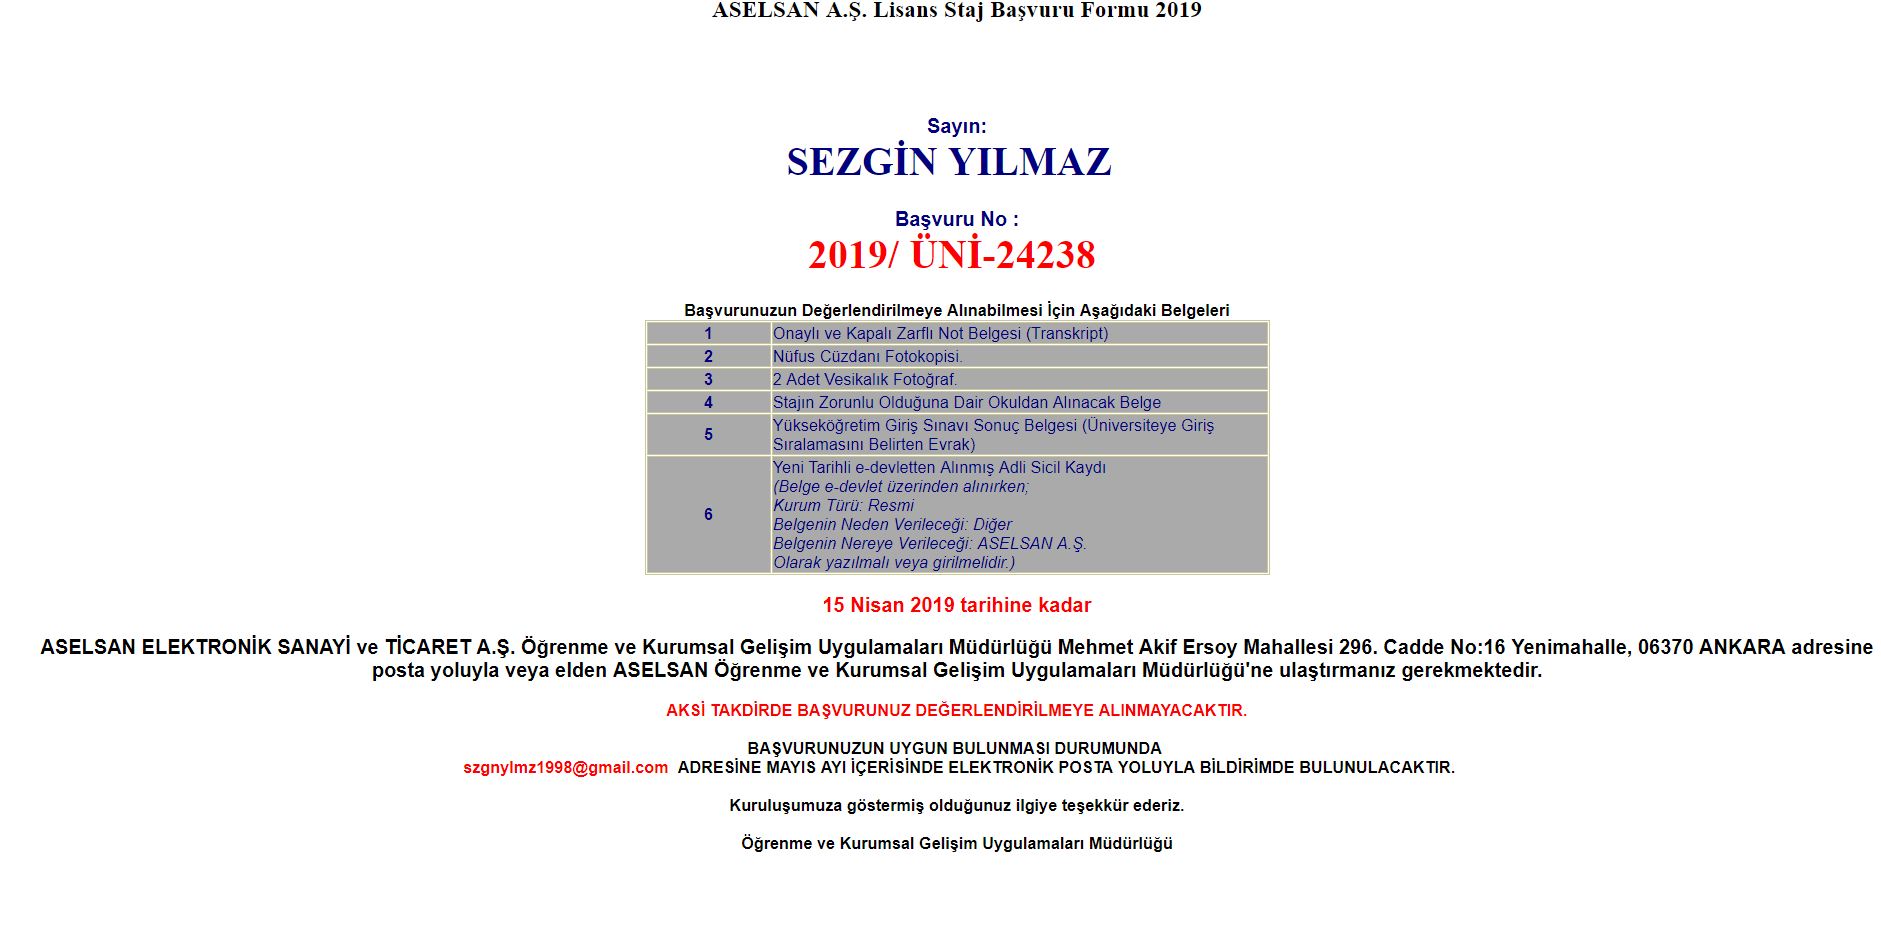 ASELSAN A.Ş. Lisans Staj Başvuru Formu 2019
Sayın:
SEZGİN YILMAZ
Başvuru No :
2019/ ÜNİ-24238
Başvurunuzun Değerlendirilmeye Alınabilmesi İçin Aşağıdaki Belgeleri
1 Onaylı ve Kapalı Zarflı Not Belgesi (Transkript)
2 Nüfus Cüzdanı Fotokopisi.
3 2 Adet Vesikalık Fotoğraf.
4 Stajın Zorunlu Olduğuna Dair Okuldan Alınacak Belge
5 Yükseköğretim Giriş Sınavı Sonuç Belgesi (Üniversiteye Giriş
Sıralamasını Belirten Evrak)
6 Yeni Tarihli e-devletten Alınmış Adli Sicil Kaydı
(Belge e-devlet üzerinden alınırken;
Kurum Türü: Resmi
Belgenin Neden Verileceği: Diğer
Belgenin Nereye Verileceği: ASELSAN A.Ş.
Olarak yazılmalı veya girilmelidir.)
15 Nisan 2019 tarihine kadar
ASELSAN ELEKTRONİK SANAYİ ve TİCARET A.Ş. Öğrenme ve Kurumsal Gelişim Uygulamaları Müdürlüğü Mehmet Akif Ersoy Mahallesi 296. Cadde No:16 Yenimahalle, 06370 ANKARA adresine
posta yoluyla veya elden ASELSAN Öğrenme ve Kurumsal Gelişim Uygulamaları Müdürlüğü'ne ulaştırmanız gerekmektedir.
AKSİ TAKDİRDE BAŞVURUNUZ DEĞERLENDİRİLMEYE ALINMAYACAKTIR.
BAŞVURUNUZUN UYGUN BULUNMASI DURUMUNDA
szgnylmz1998@gmail.com ADRESİNE MAYIS AYI İÇERİSİNDE ELEKTRONİK POSTA YOLUYLA BİLDİRİMDE BULUNULACAKTIR.
Kuruluşumuza göstermiş olduğunuz ilgiye teşekkür ederiz.
Öğrenme ve Kurumsal Gelişim Uygulamaları Müdürlüğü